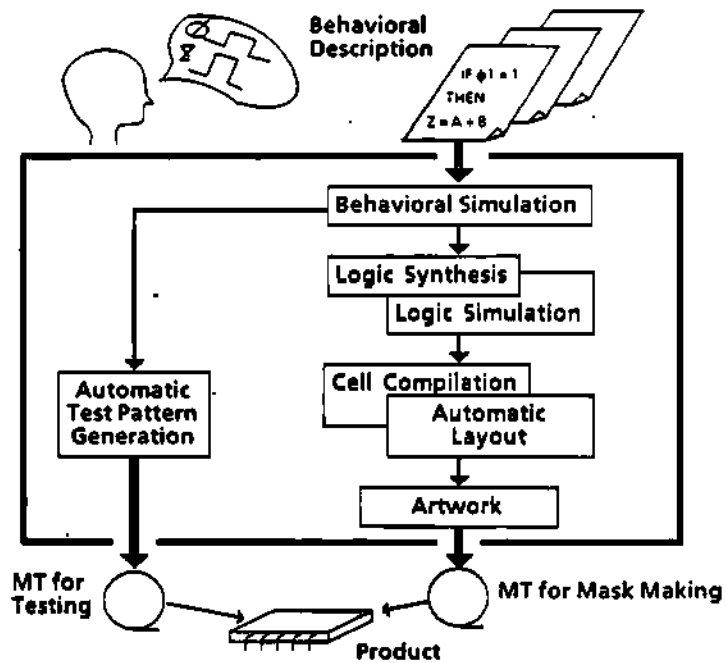 Behavioral
Description
IF ϕ1 = 1
THEN
Z = A + B
Behavioral Simulation
Logic Synthesis
Logic Simulation
Cell Compilation
Automatic
Layout
Automatic
Test Pattern
Generation
Artwork
MT for
Testing
MT for Mask Making
Product